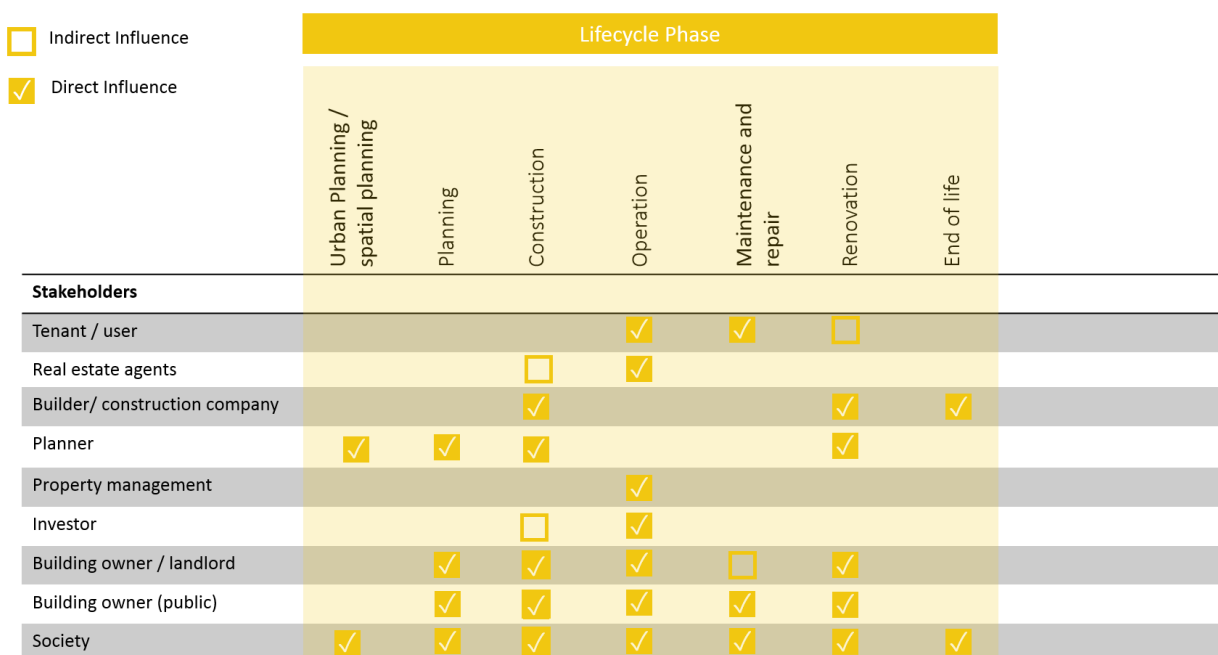 Indirect Influence
Direct Influence
Lifecycle Phase
Urban Planning /
spatial planning
Planning
Construction
Operation
Maintenance and
repair
Renovation
End of life
Stakeholders
Tenant / user
Real estate agents
Builder/ construction company
Planner
Property management
Investor
Building owner / landlord
Building owner (public)
Society